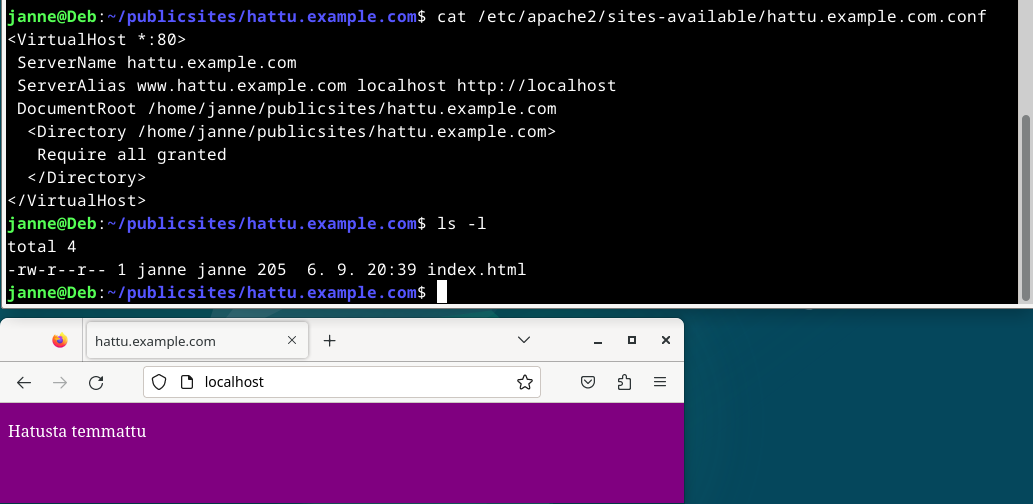 janne@Deb:~/publicsites/hattu.example.com$ cat /etc/apache2/sites-available/hattu.example.com.conf
<VirtualHost *:80>
 ServerName hattu.example.com
 ServerAlias www.hattu.example.com localhost http://localhost
 DocumentRoot /home/janne/publicsites/hattu.example.com
  <Directory /home/janne/publicsites/hattu.example.com>
   Require all granted
  </Directory>
</VirtualHost>
janne@Deb:~/publicsites/hattu.example.com$ ls -l
total 4
-rw-r--r-- 1 janne janne 205  6. 9. 20:39 index.html
janne@Deb:~/publicsites/hattu.example.com$
hattu.example.com
localhost
Hatusta temmattu